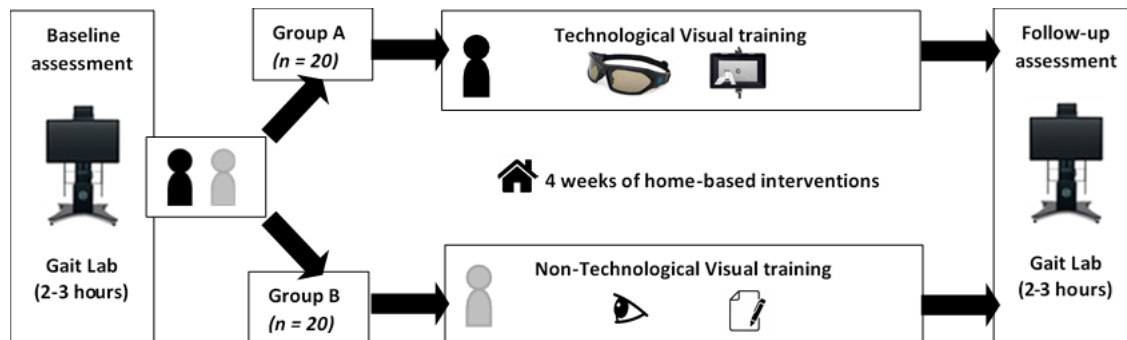 Baseline
assessment
Gait Lab
(2-3 hours)
Group A
(n = 20)
Technological Visual training
4 weeks of home-based interventions
Group B
(n = 20)
Non-Technological Visual training
Follow-up
assessment
Gait Lab
(2-3 hours)